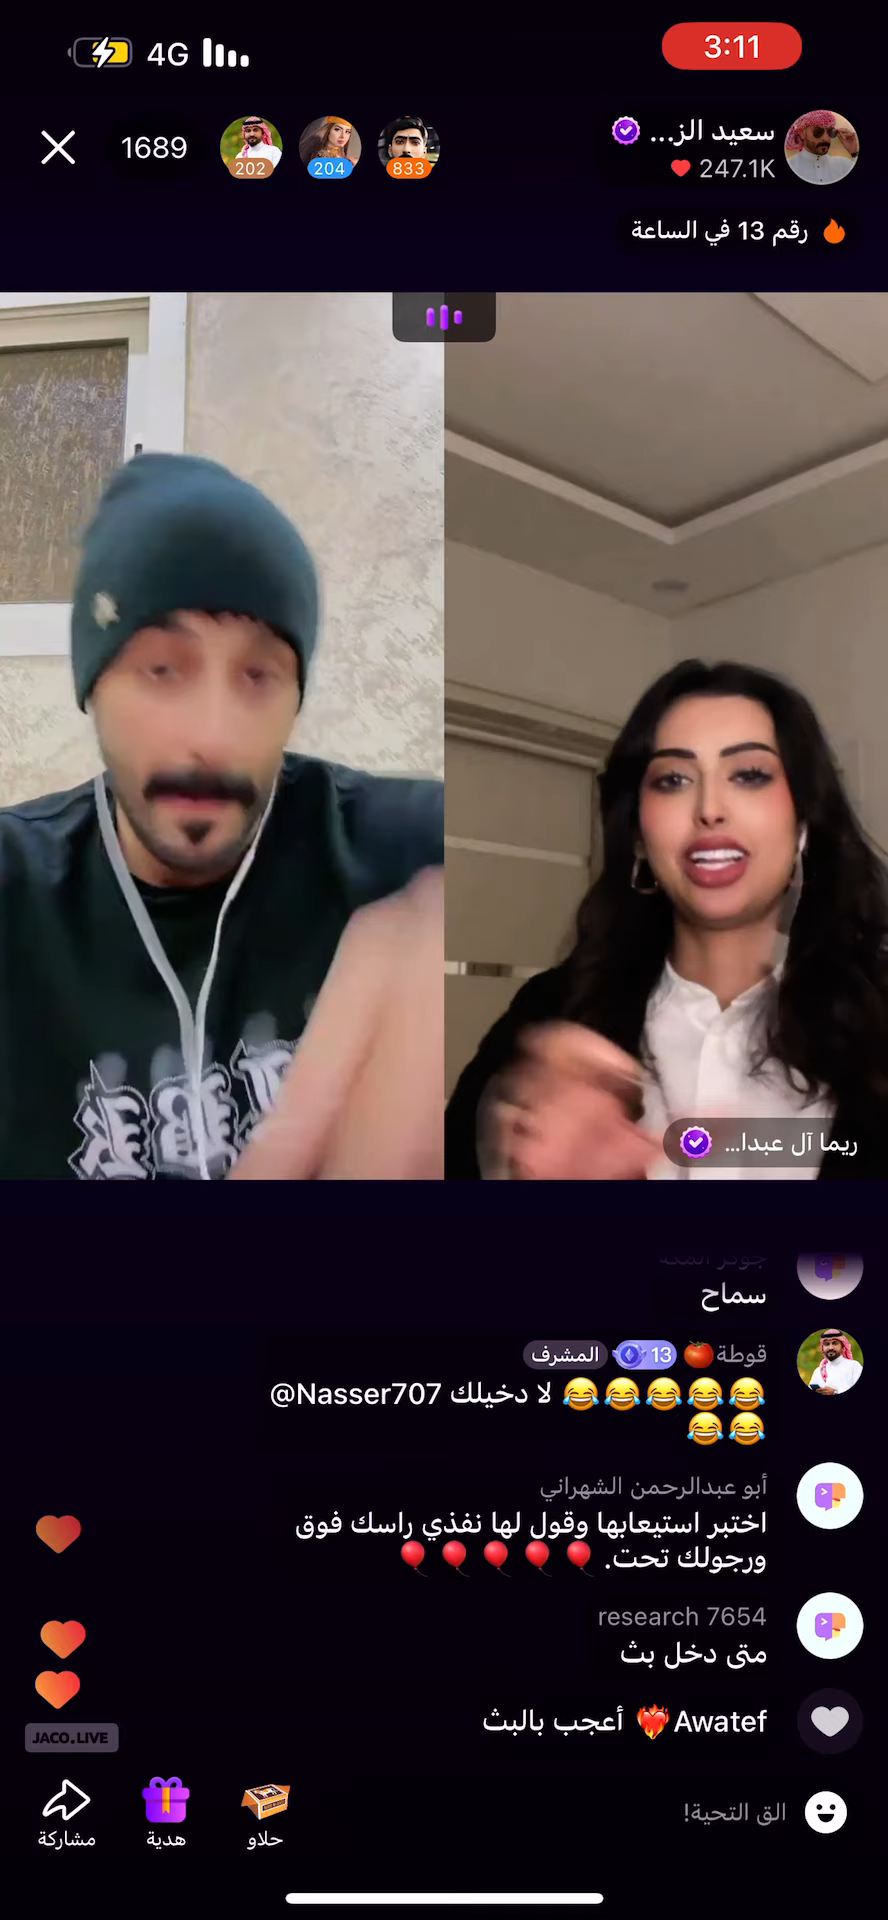 4G
3:11
سعيد الز...
247.1K
1689
202
204
833
رقم 13 في الساعة
ريما آل عبدا...
سماح
قوطة🍅 13 المشرف
@Nasser707 لا دخيلك 😂😂😂😂😂
😂😂
أبو عبدالرحمن الشهراني
اختبر استيعابها وقول لها نفذي راسك فوق
ورجولك تحت. 🎈🎈🎈🎈🎈
research 7654
متى دخل بث
Awatef ❤️‍🔥 أعجب بالبث
JACO.LIVE
الق التحية!
حلاو
هدية
مشاركة